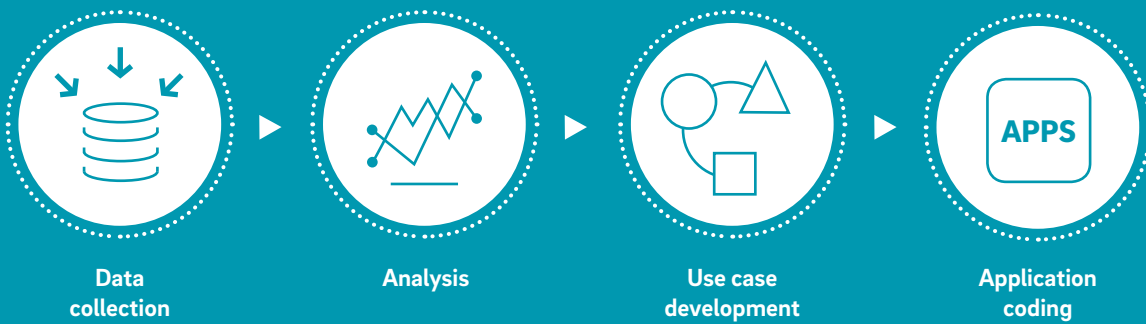 APPS
Data
collection
Analysis
Use case
development
Application
coding